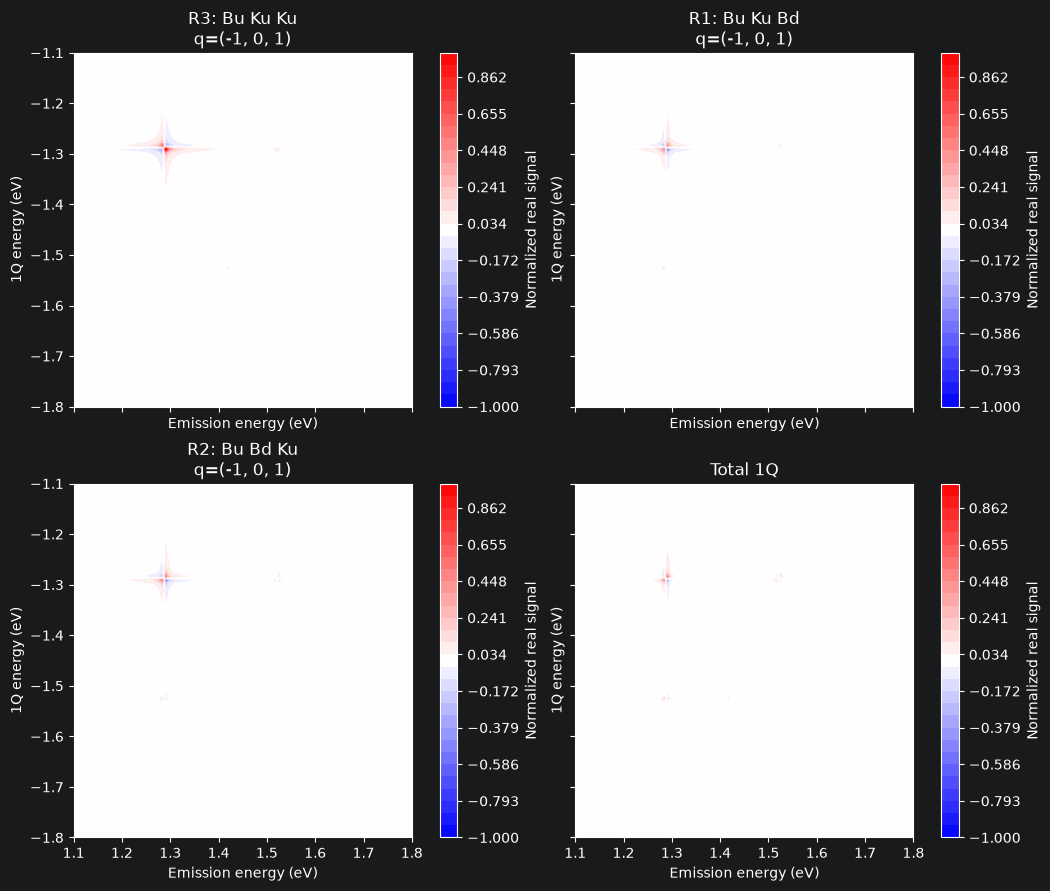 R3: Bu Ku Ku
q=(-1, 0, 1)
−1.1
−1.2
−1.3
−1.4
−1.5
−1.6
−1.7
−1.8
1Q energy (eV)
Emission energy (eV)
0.862
0.655
0.448
0.241
0.034
−0.172
−0.379
−0.586
−0.793
−1.000
Normalized real signal
R1: Bu Ku Bd
q=(-1, 0, 1)
1Q energy (eV)
Emission energy (eV)
0.862
0.655
0.448
0.241
0.034
−0.172
−0.379
−0.586
−0.793
−1.000
Normalized real signal
R2: Bu Bd Ku
q=(-1, 0, 1)
−1.1
−1.2
−1.3
−1.4
−1.5
−1.6
−1.7
−1.8
1Q energy (eV)
1.1 1.2 1.3 1.4 1.5 1.6 1.7 1.8
Emission energy (eV)
0.862
0.655
0.448
0.241
0.034
−0.172
−0.379
−0.586
−0.793
−1.000
Normalized real signal
Total 1Q
1Q energy (eV)
1.1 1.2 1.3 1.4 1.5 1.6 1.7 1.8
Emission energy (eV)
0.862
0.655
0.448
0.241
0.034
−0.172
−0.379
−0.586
−0.793
−1.000
Normalized real signal